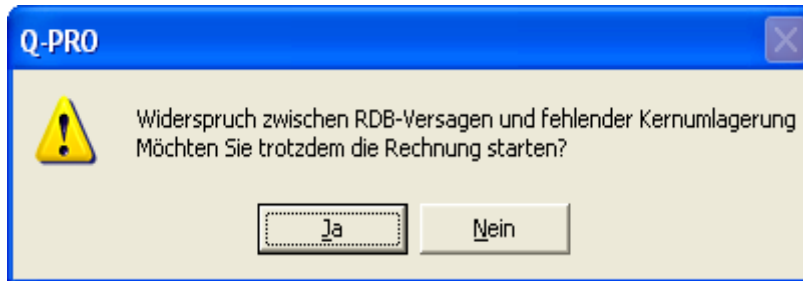 Q-PRO
Widerspruch zwischen RDB-Versagen und fehlender Kernumlagerung
Möchten Sie trotzdem die Rechnung starten?
Ja
Nein